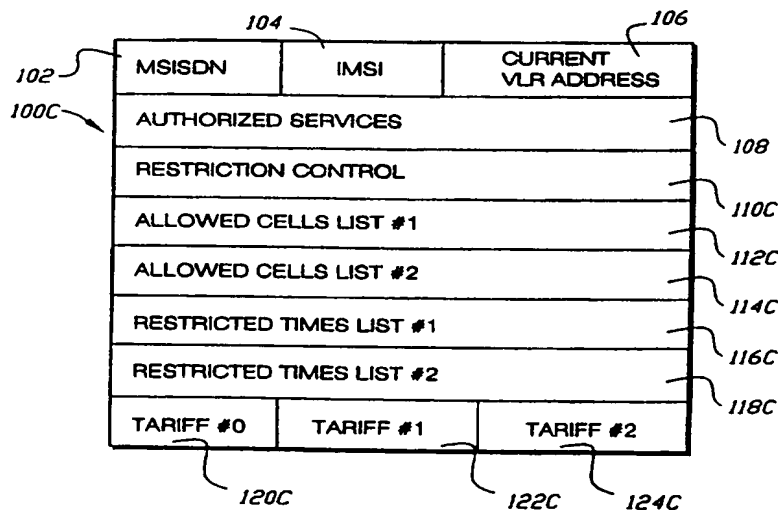 104
106
102
MSISDN
IMSI
CURRENT
VLR ADDRESS
100C
AUTHORIZED SERVICES
108
RESTRICTION CONTROL
110C
ALLOWED CELLS LIST #1
112C
ALLOWED CELLS LIST #2
114C
RESTRICTED TIMES LIST #1
116C
RESTRICTED TIMES LIST #2
118C
TARIFF #0
TARIFF #1
TARIFF #2
120C
122C
124C